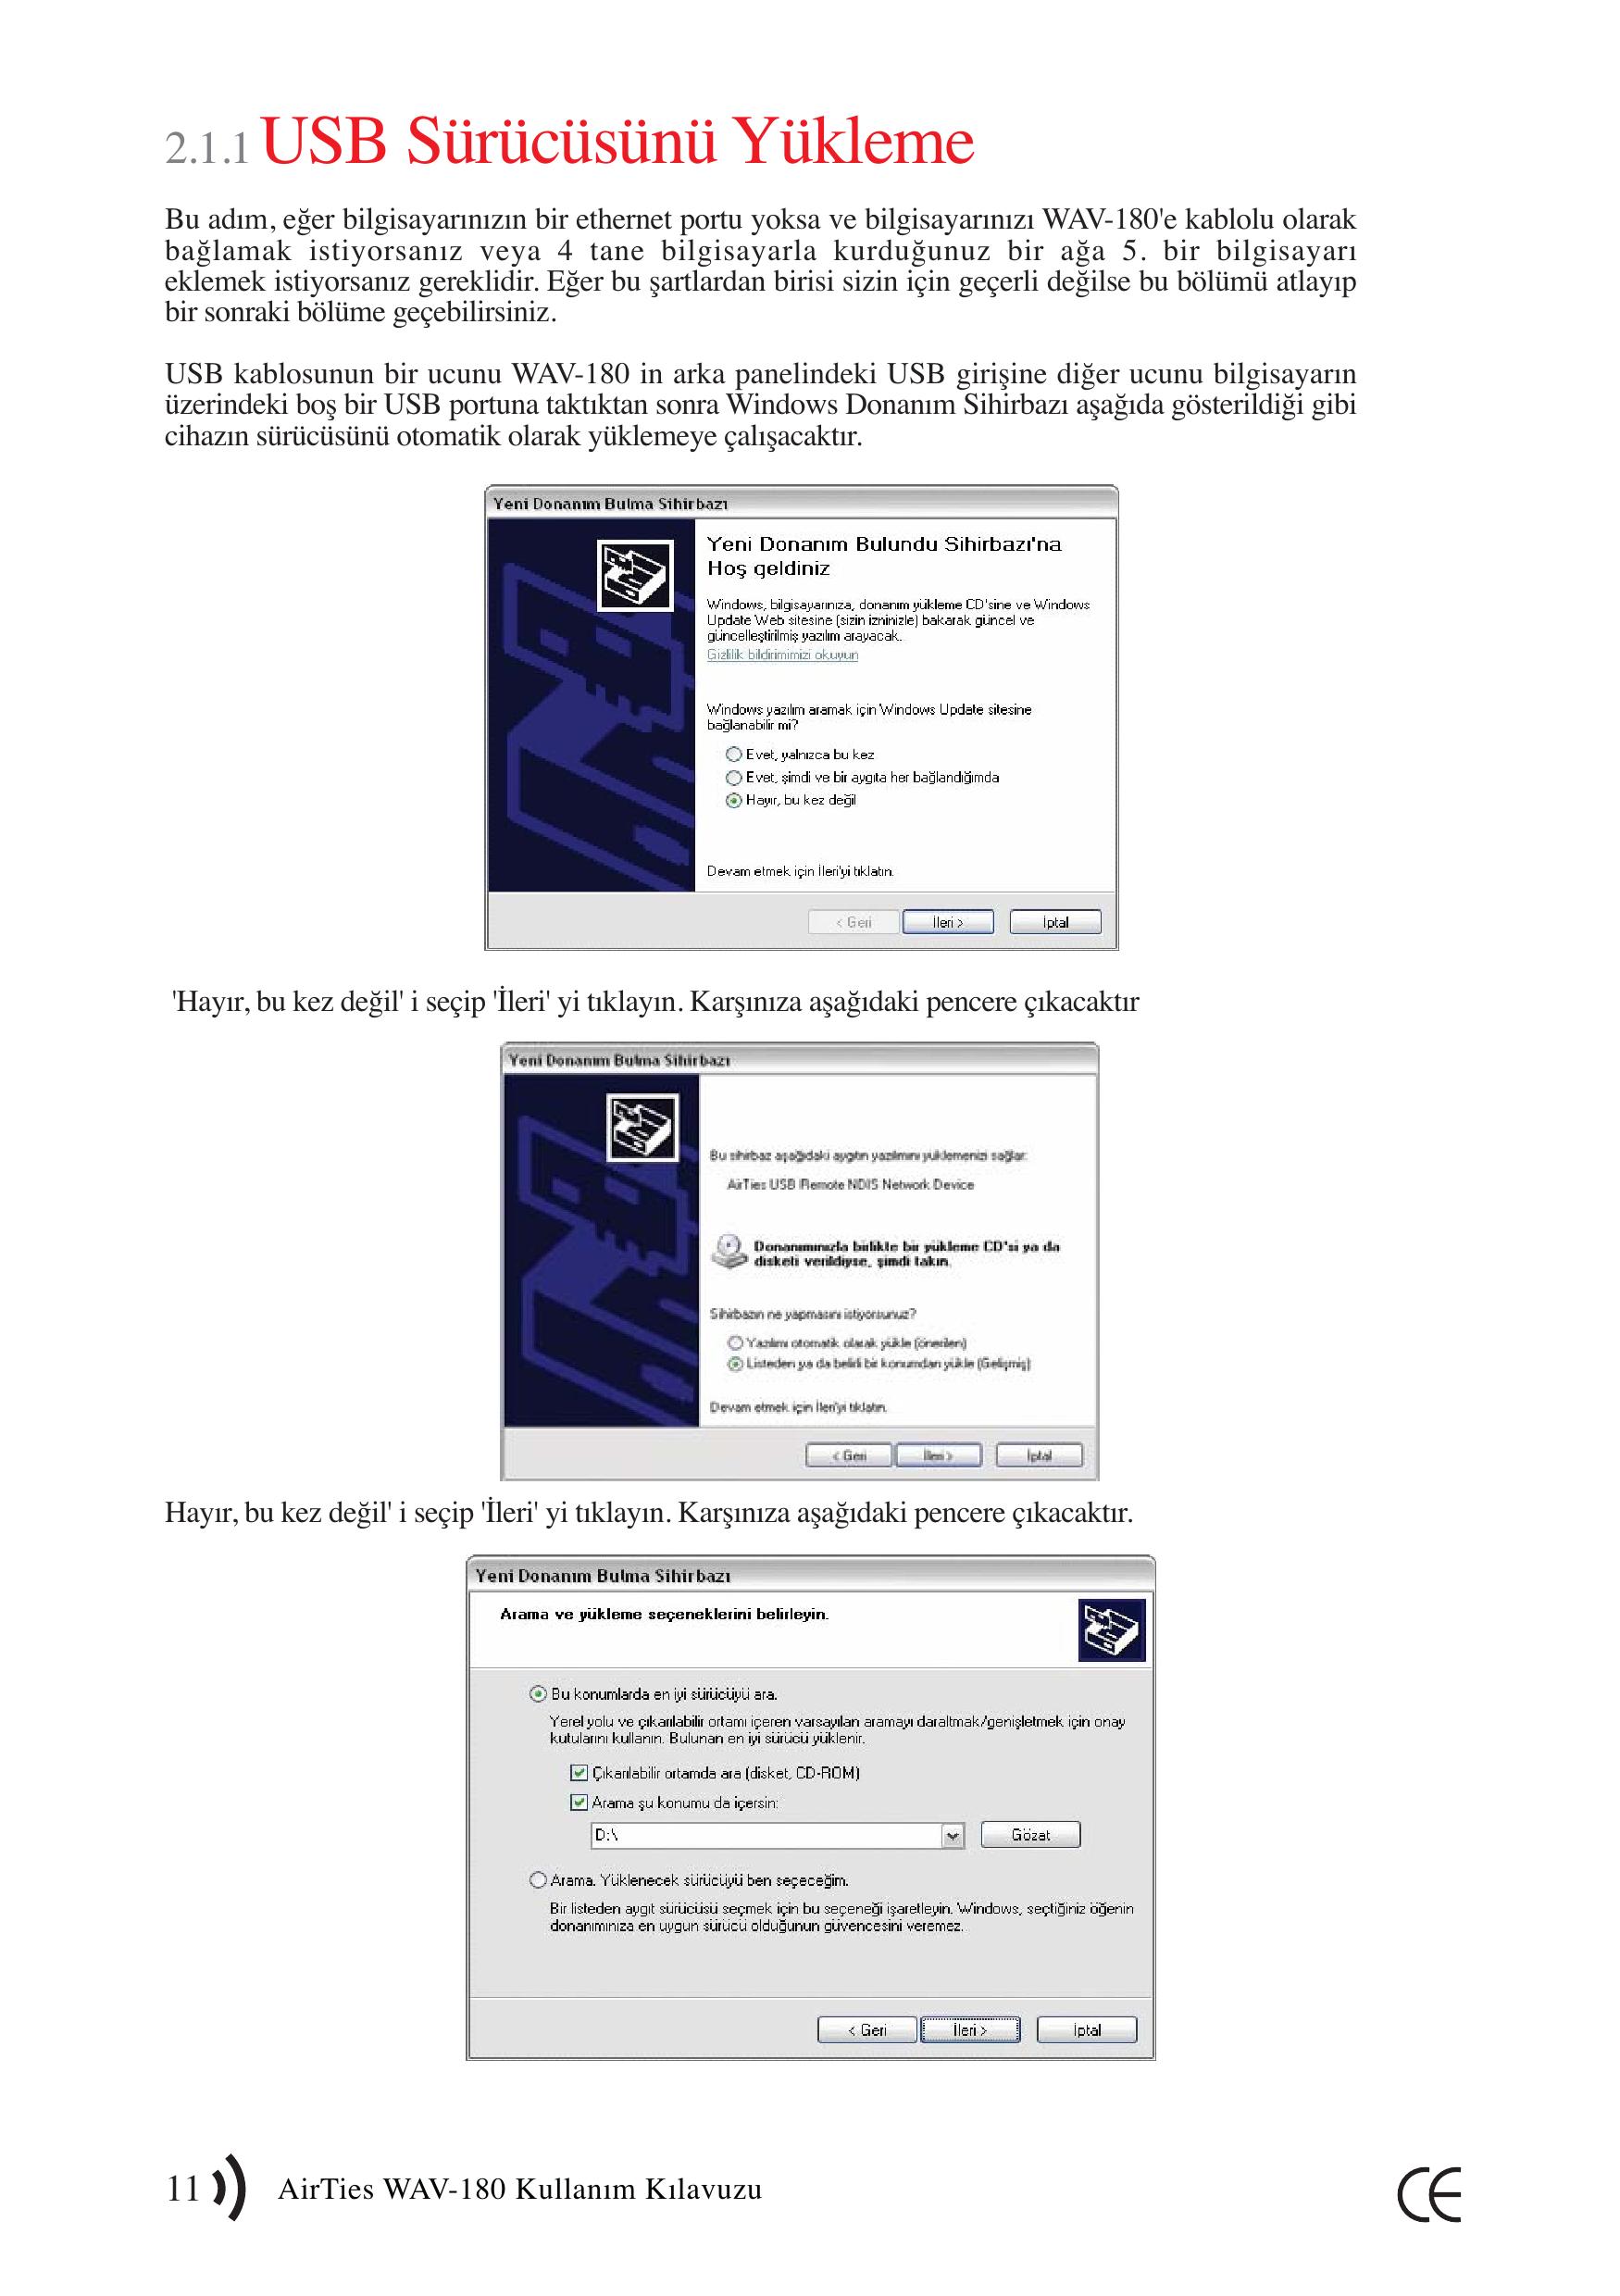 2.1.1 USB Sürücüsünü Yükleme
Bu adım, eğer bilgisayarınızın bir ethernet portu yoksa ve bilgisayarınızı WAV-180'e kablolu olarak
bağlamak istiyorsanız veya 4 tane bilgisayarla kurduğunuz bir ağa 5. bir bilgisayarı
eklemek istiyorsanız gereklidir. Eğer bu şartlardan birisi sizin için geçerli değilse bu bölümü atlayıp
bir sonraki bölüme geçebilirsiniz.
USB kablosunun bir ucunu WAV-180 in arka panelindeki USB girişine diğer ucunu bilgisayarın
üzerindeki boş bir USB portuna taktıktan sonra Windows Donanım Sihirbazı aşağıda gösterildiği gibi
cihazın sürücüsünü otomatik olarak yüklemeye çalışacaktır.
Yeni Donanım Bulma Sihirbazı
Yeni Donanım Bulundu Sihirbazı'na
Hoş geldiniz
Windows, bilgisayarınıza, donanım yükleme CD'sine ve Windows
Update Web sitesine (sizin izninizle) bakarak güncel ve
güncelleştirilmiş yazılım arayacak.
Gizlilik bildirimimizi okuyun
Windows yazılım aramak için Windows Update sitesine
bağlanabilir mi?
Evet, yalnızca bu kez
Evet, şimdi ve bir aygıta her bağlandığımda
Hayır, bu kez değil
Devam etmek için İleri'yi tıklatın.
< Geri İleri > İptal
'Hayır, bu kez değil' i seçip 'İleri' yi tıklayın. Karşınıza aşağıdaki pencere çıkacaktır
Yeni Donanım Bulma Sihirbazı
Bu sihirbaz aşağıdaki aygıtın yazılımını yüklemenizi sağlar:
AirTies USB Remote NDIS Network Device
Donanımınızla birlikte bir yükleme CD'si ya da
disketi verildiyse, şimdi takın.
Sihirbazın ne yapmasını istiyorsunuz?
Yazılımı otomatik olarak yükle (önerilen)
Listeden ya da belirli bir konumdan yükle (Gelişmiş)
Devam etmek için İleri'yi tıklatın.
< Geri İleri > İptal
Hayır, bu kez değil' i seçip 'İleri' yi tıklayın. Karşınıza aşağıdaki pencere çıkacaktır.
Yeni Donanım Bulma Sihirbazı
Arama ve yükleme seçeneklerini belirleyin.
Bu konumlarda en iyi sürücüyü ara.
Yerel yolu ve çıkarılabilir ortamı içeren varsayılan aramayı daraltmak/genişletmek için onay
kutularını kullanın. Bulunan en iyi sürücü yüklenir.
Çıkarılabilir ortamda ara (disket, CD-ROM)
Arama şu konumu da içersin:
D:\ Gözat
Arama. Yüklenecek sürücüyü ben seçeceğim.
Bir listeden aygıt sürücüsü seçmek için bu seçeneği işaretleyin. Windows, seçtiğiniz öğenin
donanımınıza en uygun sürücü olduğunun güvencesini veremez.
< Geri İleri > İptal
11 AirTies WAV-180 Kullanım Kılavuzu CE